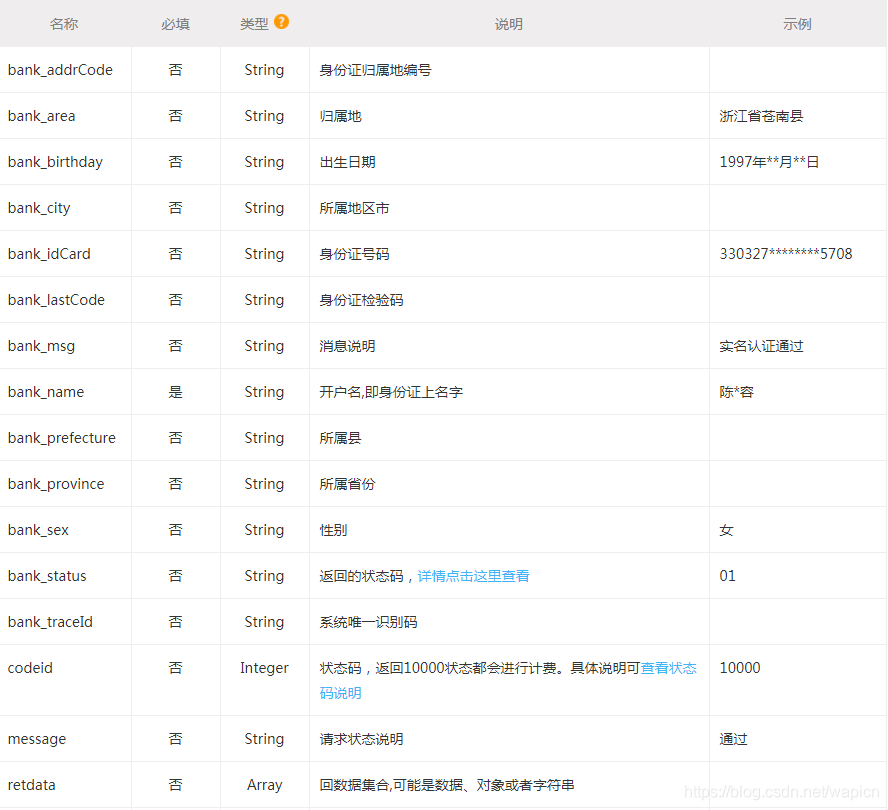 名称 必填 类型 ? 说明 示例
bank_addrCode 否 String 身份证归属地编号
bank_area 否 String 归属地 浙江省苍南县
bank_birthday 否 String 出生日期 1997年**月**日
bank_city 否 String 所属地区市
bank_idCard 否 String 身份证号码 330327********5708
bank_lastCode 否 String 身份证检验码
bank_msg 否 String 消息说明 实名认证通过
bank_name 是 String 开户名,即身份证上名字 陈*容
bank_prefecture 否 String 所属县
bank_province 否 String 所属省份
bank_sex 否 String 性别 女
bank_status 否 String 返回的状态码，详情点击这里查看 01
bank_traceId 否 String 系统唯一识别码
codeid 否 Integer 状态码，返回10000状态都会进行计费。具体说明可查看状态 10000
码说明
message 否 String 请求状态说明 通过
retdata 否 Array 回数据集合,可能是数据、对象或者字符串
https://blog.csdn.net/wapicn